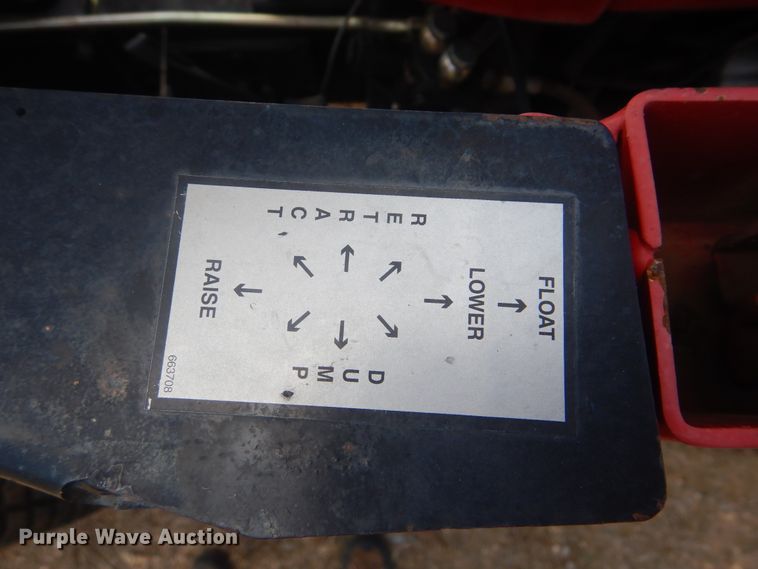 FLOAT
LOWER
RETRACT
DUMP
RAISE
663708
Purple Wave Auction